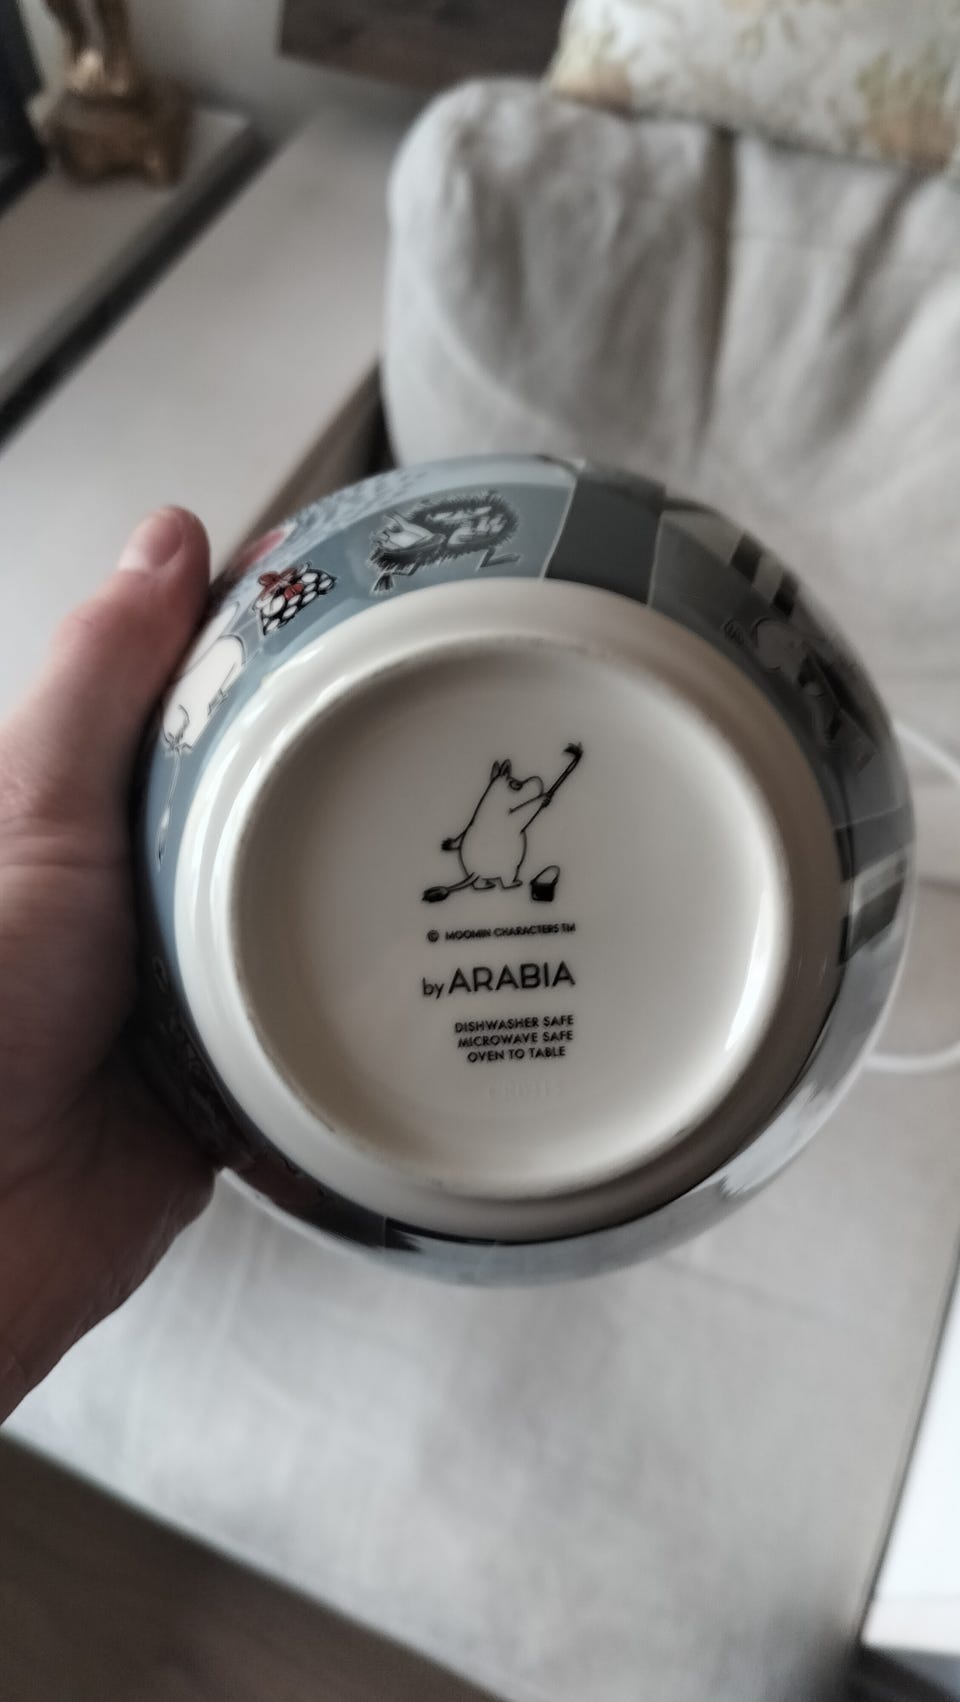 © MOOMIN CHARACTERS TM
by ARABIA
DISHWASHER SAFE
MICROWAVE SAFE
OVEN TO TABLE